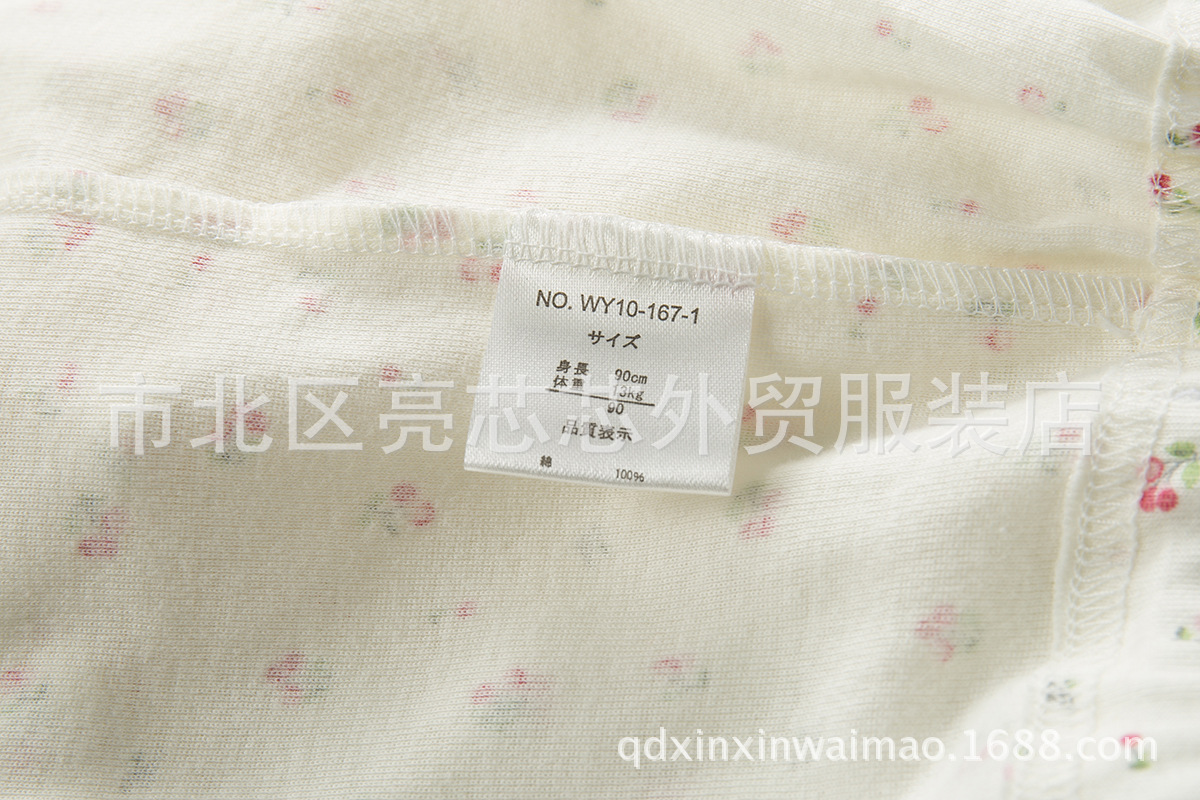 NO. WY10-167-1
サイズ
身長 90cm
体重 13kg
90
品質表示
綿 100%
市北区亮芯芯外贸服装店
qdxinxinwaimao.1688.com